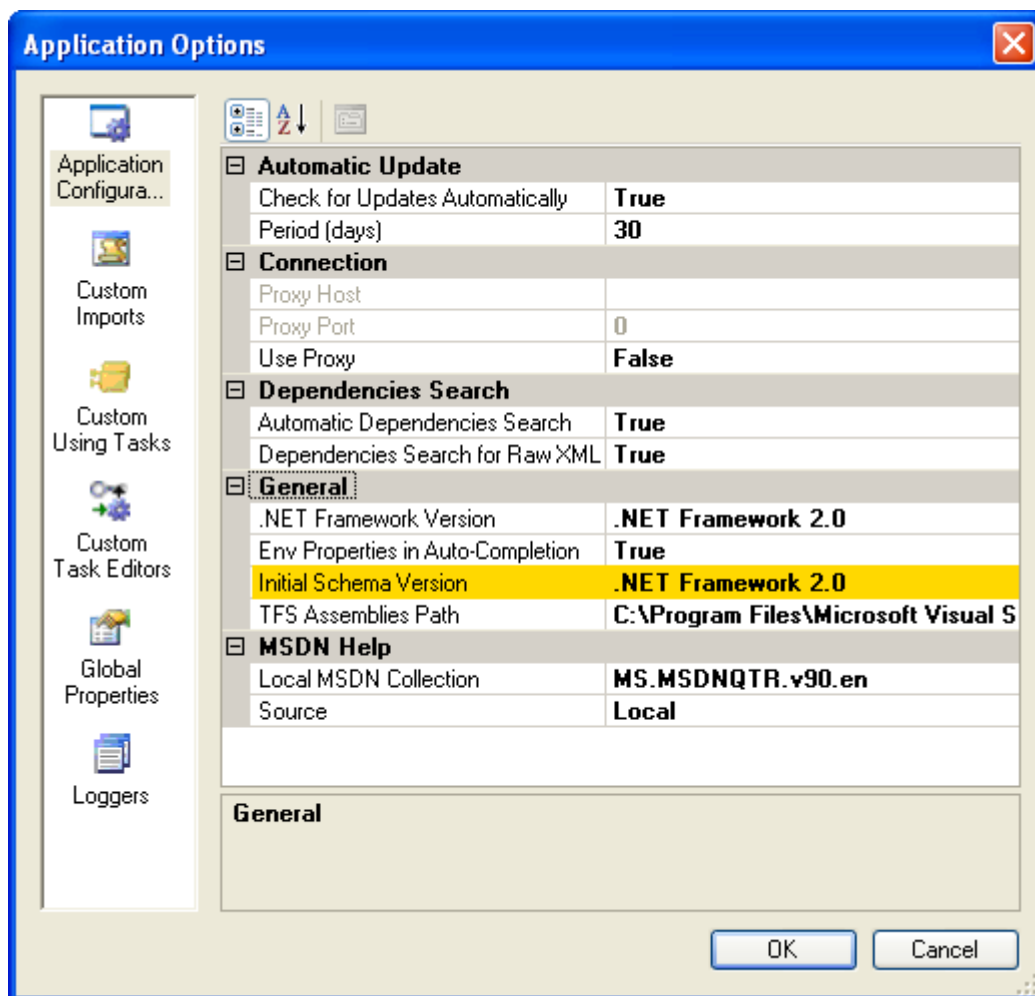 Application Options
Application
Configura...
Custom
Imports
Custom
Using Tasks
Custom
Task Editors
Global
Properties
Loggers
Automatic Update
Check for Updates Automatically True
Period (days) 30
Connection
Proxy Host
Proxy Port 0
Use Proxy False
Dependencies Search
Automatic Dependencies Search True
Dependencies Search for Raw XML True
General
.NET Framework Version .NET Framework 2.0
Env Properties in Auto-Completion True
Initial Schema Version .NET Framework 2.0
TFS Assemblies Path C:\Program Files\Microsoft Visual S
MSDN Help
Local MSDN Collection MS.MSDNQTR.v90.en
Source Local
General
OK Cancel